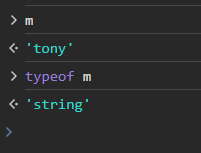 > m
<· 'tony'
> typeof m
<· 'string'
>